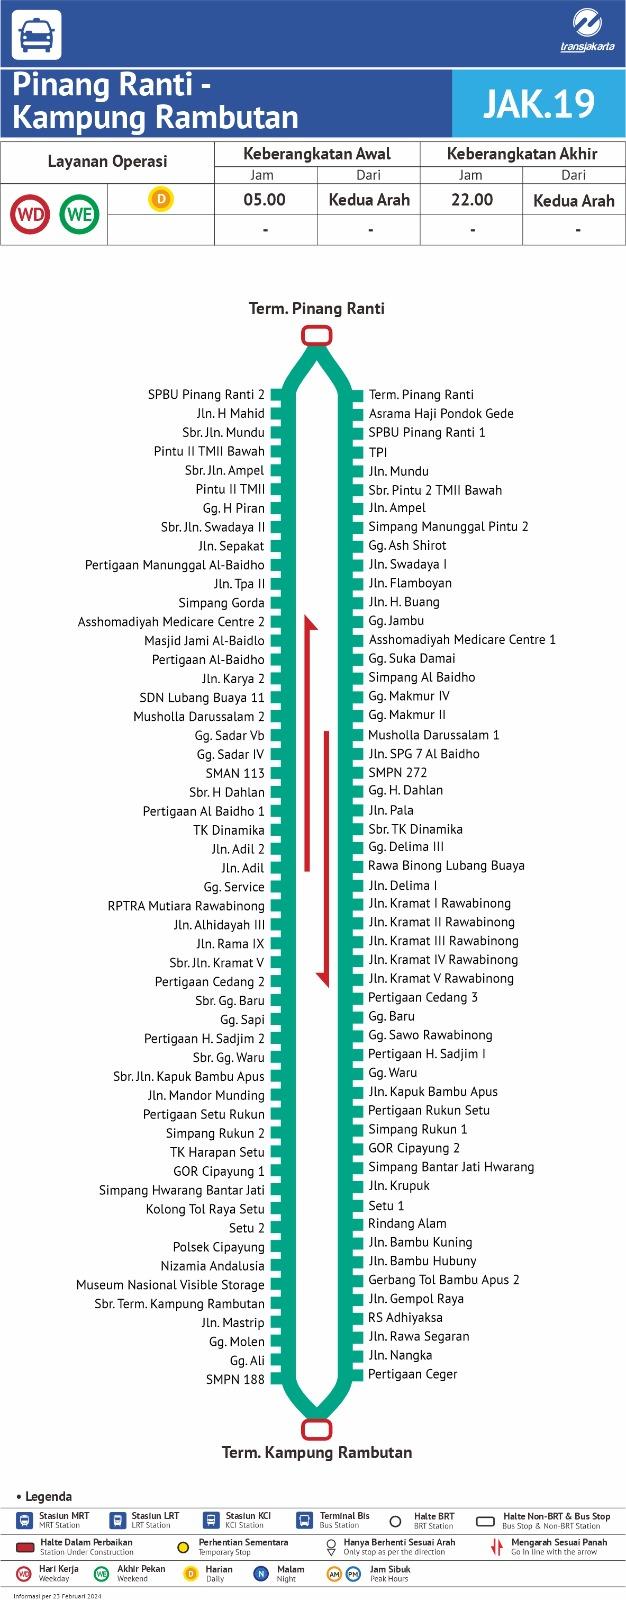 transjakarta
Pinang Ranti -
Kampung Rambutan
JAK.19
Layanan Operasi
Keberangkatan Awal
Keberangkatan Akhir
Jam
Dari
Jam
Dari
WD
WE
D
05.00
Kedua Arah
22.00
Kedua Arah
-
-
-
-
Term. Pinang Ranti
SPBU Pinang Ranti 2
Jln. H Mahid
Sbr. Jln. Mundu
Pintu II TMII Bawah
Sbr. Jln. Ampel
Pintu II TMII
Gg. H Piran
Sbr. Jln. Swadaya II
Jln. Sepakat
Pertigaan Manunggal Al-Baidho
Jln. Tpa II
Simpang Gorda
Asshomadiyah Medicare Centre 2
Masjid Jami Al-Baidlo
Pertigaan Al-Baidho
Jln. Karya 2
SDN Lubang Buaya 11
Musholla Darussalam 2
Gg. Sadar Vb
Gg. Sadar IV
SMAN 113
Sbr. H Dahlan
Pertigaan Al Baidho 1
TK Dinamika
Jln. Adil 2
Jln. Adil
Gg. Service
RPTRA Mutiara Rawabinong
Jln. Alhidayah III
Jln. Rama IX
Sbr. Jln. Kramat V
Pertigaan Cedang 2
Sbr. Gg. Baru
Gg. Sapi
Pertigaan H. Sadjim 2
Sbr. Gg. Waru
Sbr. Jln. Kapuk Bambu Apus
Jln. Mandor Munding
Pertigaan Setu Rukun
Simpang Rukun 2
TK Harapan Setu
GOR Cipayung 1
Simpang Hwarang Bantar Jati
Kolong Tol Raya Setu
Setu 2
Polsek Cipayung
Nizamia Andalusia
Museum Nasional Visible Storage
Sbr. Term. Kampung Rambutan
Jln. Mastrip
Gg. Molen
Gg. Ali
SMPN 188
Term. Pinang Ranti
Asrama Haji Pondok Gede
SPBU Pinang Ranti 1
TPI
Jln. Mundu
Sbr. Pintu 2 TMII Bawah
Jln. Ampel
Simpang Manunggal Pintu 2
Gg. Ash Shirot
Jln. Swadaya I
Jln. Flamboyan
Jln. H. Buang
Gg. Jambu
Asshomadiyah Medicare Centre 1
Gg. Suka Damai
Simpang Al Baidho
Gg. Makmur IV
Gg. Makmur II
Musholla Darussalam 1
Jln. SPG 7 Al Baidho
SMPN 272
Gg. H. Dahlan
Jln. Pala
Sbr. TK Dinamika
Gg. Delima III
Rawa Binong Lubang Buaya
Jln. Delima I
Jln. Kramat I Rawabinong
Jln. Kramat II Rawabinong
Jln. Kramat III Rawabinong
Jln. Kramat IV Rawabinong
Jln. Kramat V Rawabinong
Pertigaan Cedang 3
Gg. Baru
Gg. Sawo Rawabinong
Pertigaan H. Sadjim I
Gg. Waru
Jln. Kapuk Bambu Apus
Pertigaan Rukun Setu
Simpang Rukun 1
GOR Cipayung 2
Simpang Bantar Jati Hwarang
Jln. Krupuk
Setu 1
Rindang Alam
Jln. Bambu Kuning
Jln. Bambu Hubuny
Gerbang Tol Bambu Apus 2
Jln. Gempol Raya
RS Adhiyaksa
Jln. Rawa Segaran
Jln. Nangka
Pertigaan Ceger
Term. Kampung Rambutan
• Legenda
Stasiun MRT
MRT Station
Stasiun LRT
LRT Station
Stasiun KCI
KCI Station
Terminal Bis
Bus Station
Halte BRT
BRT Station
Halte Non-BRT & Bus Stop
Bus Stop & Non-BRT Station
Halte Dalam Perbaikan
Station Under Construction
Perhentian Sementara
Temporary Stop
Hanya Berhenti Sesuai Arah
Only stop as per the direction
Mengarah Sesuai Panah
Go in line with the arrow
WD
Hari Kerja
Weekday
WE
Akhir Pekan
Weekend
D
Harian
Daily
N
Malam
Night
AM
PM
Jam Sibuk
Peak Hours
Informasi per 23 Februari 2024